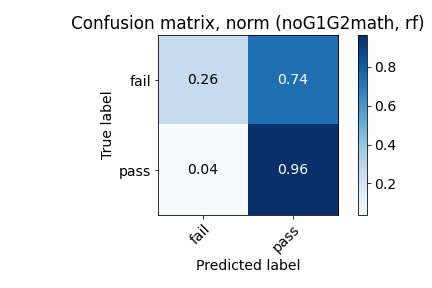 Confusion matrix, norm (noG1G2math, rf)
True label
fail
0.26
0.74
pass
0.04
0.96
fail
pass
Predicted label
0.8
0.6
0.4
0.2